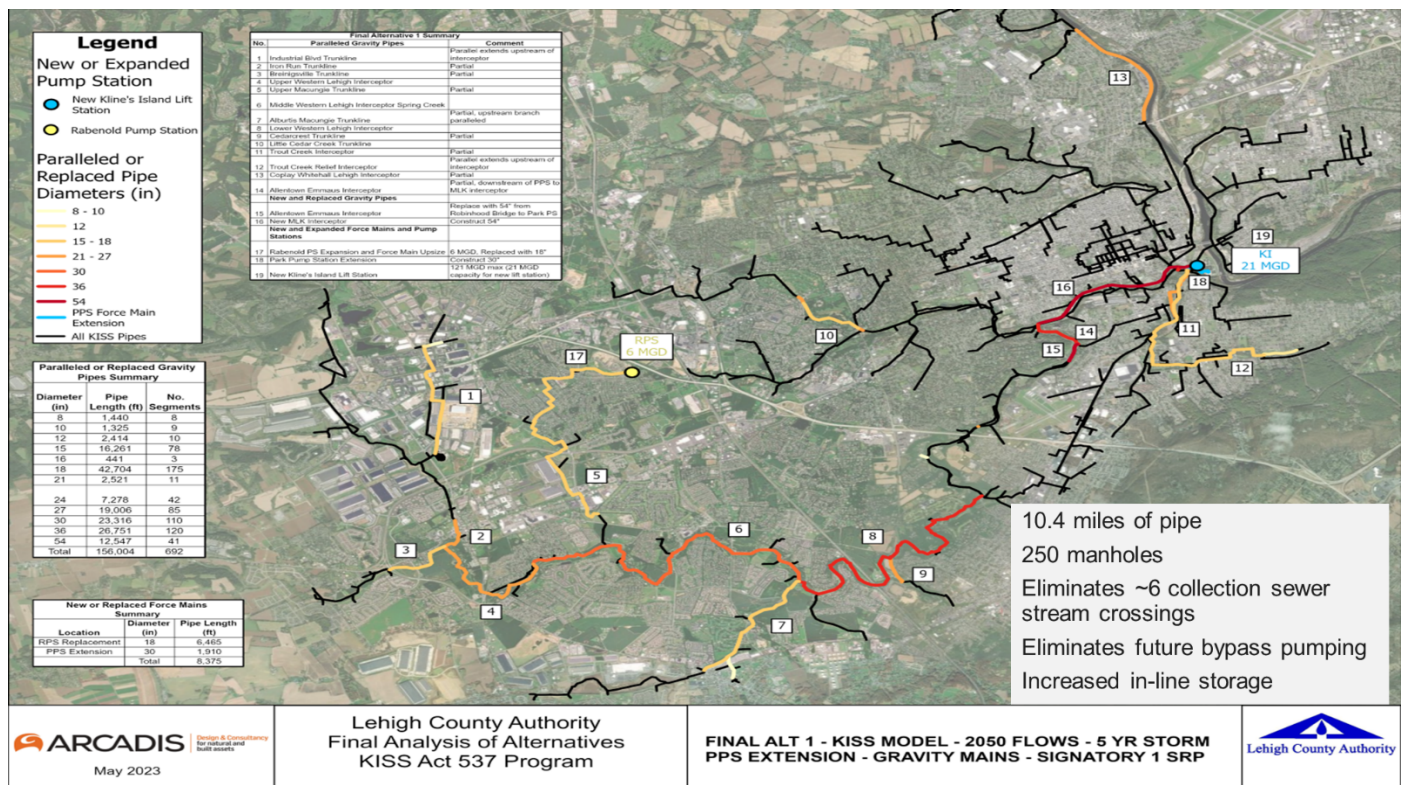 Legend
New or Expanded
Pump Station
New Kline's Island Lift
Station
Rabenold Pump Station
Paralleled or
Replaced Pipe
Diameters (in)
8 - 10
12
15 - 18
21 - 27
30
36
54
PPS Force Main
Extension
All KISS Pipes
Final Alternative 1 Summary
No. Paralleled Gravity Pipes Comment
1 Industrial Blvd Trunkline Parallel extends upstream of interceptor
2 Iron Run Trunkline Partial
3 Breinigsville Trunkline Partial
4 Upper Western Lehigh Interceptor
5 Upper Macungie Trunkline Partial
6 Middle Western Lehigh Interceptor Spring Creek
7 Alburtis Macungie Trunkline Partial, upstream branch paralleled
8 Lower Western Lehigh Interceptor
9 Cedarcrest Trunkline Partial
10 Little Cedar Creek Trunkline
11 Trout Creek Interceptor Partial
12 Trout Creek Relief Interceptor Parallel extends upstream of Interceptor
13 Coplay Whitehall Lehigh Interceptor Partial
14 Allentown Emmaus Interceptor Partial, downstream of PPS to MLK interceptor
New and Replaced Gravity Pipes
15 Allentown Emmaus Interceptor Replace with 54" from Robinhood Bridge to Park PS
16 New MLK Interceptor Construct 54"
New and Expanded Force Mains and Pump Stations
17 Rabenold PS Expansion and Force Main Upsize 6 MGD, Replaced with 18"
18 Park Pump Station Extension Construct 30"
19 New Kline's Island Lift Station 121 MGD max (21 MGD capacity for new lift station)
Paralleled or Replaced Gravity
Pipes Summary
Diameter (in) Pipe Length (ft) No. Segments
8 1,440 8
10 1,325 9
12 2,414 10
15 16,261 78
16 441 3
18 42,704 175
21 2,521 11
24 7,278 42
27 19,006 85
30 23,316 110
36 26,751 120
54 12,547 41
Total 156,004 692
New or Replaced Force Mains
Summary
Location Diameter (in) Pipe Length (ft)
RPS Replacement 18 6,465
PPS Extension 30 1,910
Total 8,375
13
19
KI
21 MGD
18
16
14
11
15
12
10
RPS
6 MGD
17
1
5
2
3
4
6
8
9
7
10.4 miles of pipe
250 manholes
Eliminates ~6 collection sewer
stream crossings
Eliminates future bypass pumping
Increased in-line storage
ARCADIS
Design & Consultancy
for natural and
built assets
May 2023
Lehigh County Authority
Final Analysis of Alternatives
KISS Act 537 Program
FINAL ALT 1 - KISS MODEL - 2050 FLOWS - 5 YR STORM
PPS EXTENSION - GRAVITY MAINS - SIGNATORY 1 SRP
Lehigh County Authority